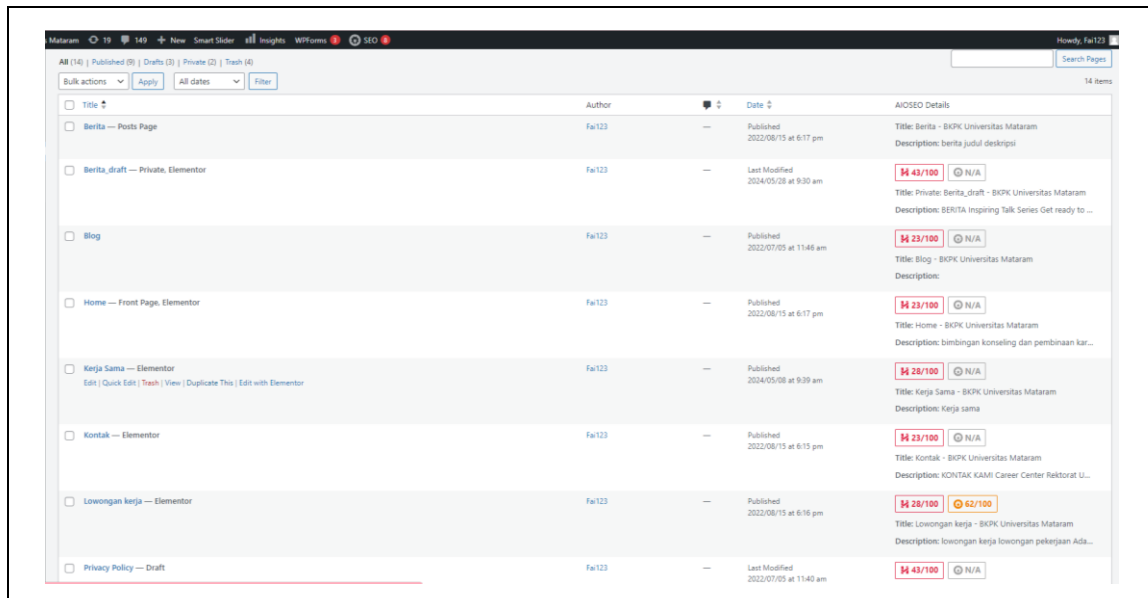 s Mataram 19 149 + New Smart Slider Insights WPForms 3 SEO 8 Howdy, Fai123
All (14) | Published (9) | Drafts (3) | Private (2) | Trash (4) Search Pages
Bulk actions Apply All dates Filter 14 items
Title Author Date AIOSEO Details
Berita — Posts Page Fai123 — Published Title: Berita - BKPK Universitas Mataram
2022/08/15 at 6:17 pm
Description: berita judul deskripsi
Berita_draft — Private, Elementor Fai123 — Last Modified 43/100 N/A
2024/05/28 at 9:30 am
Title: Private: Berita_draft - BKPK Universitas Mataram
Description: BERITA Inspiring Talk Series Get ready to ...
Blog Fai123 — Published 23/100 N/A
2022/07/05 at 11:46 am
Title: Blog - BKPK Universitas Mataram
Description:
Home — Front Page, Elementor Fai123 — Published 23/100 N/A
2022/08/15 at 6:17 pm
Title: Home - BKPK Universitas Mataram
Description: bimbingan konseling dan pembinaan kar...
Kerja Sama — Elementor Fai123 — Published 28/100 N/A
Edit | Quick Edit | Trash | View | Duplicate This | Edit with Elementor 2024/05/08 at 9:39 am
Title: Kerja Sama - BKPK Universitas Mataram
Description: Kerja sama
Kontak — Elementor Fai123 — Published 23/100 N/A
2022/08/15 at 6:15 pm
Title: Kontak - BKPK Universitas Mataram
Description: KONTAK KAMI Career Center Rektorat U...
Lowongan kerja — Elementor Fai123 — Published 28/100 62/100
2022/08/15 at 6:16 pm
Title: Lowongan kerja - BKPK Universitas Mataram
Description: lowongan kerja lowongan pekerjaan Ada...
Privacy Policy — Draft Fai123 — Last Modified 43/100 N/A
2022/07/05 at 11:40 am